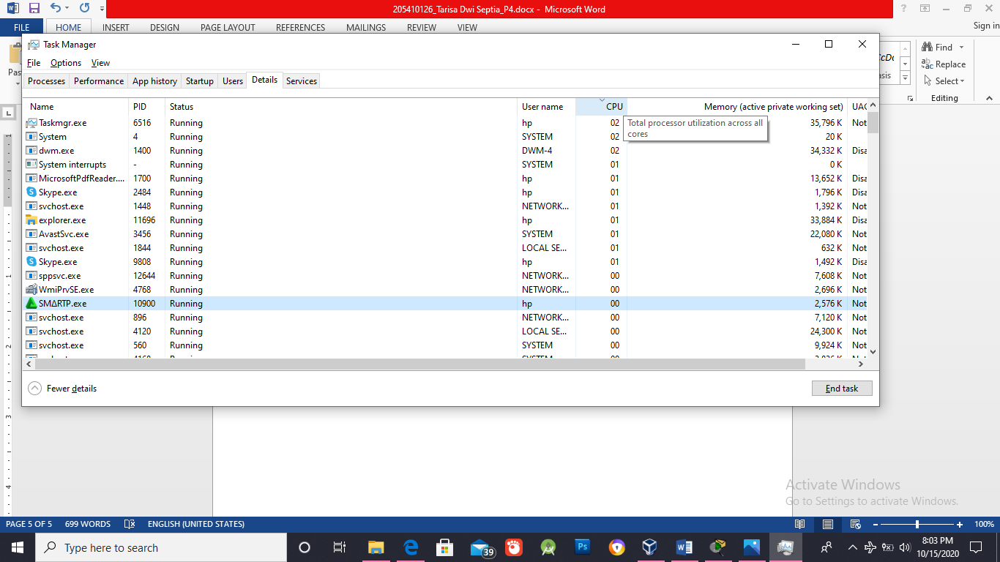 205410126_Tarisa Dwi Septia_P4.docx - Microsoft Word
FILE HOME INSERT DESIGN PAGE LAYOUT REFERENCES MAILINGS REVIEW VIEW Sign in
Task Manager
File Options View
Processes Performance App history Startup Users Details Services
Find
Replace
Select
Editing
Name PID Status User name CPU Memory (active private working set)
Taskmgr.exe 6516 Running hp 02 35,796 K Not
Total processor utilization across all
cores
System 4 Running SYSTEM 02 20 K
dwm.exe 1400 Running DWM-4 02 34,332 K Disa
System interrupts - Running SYSTEM 01 0 K
MicrosoftPdfReader.... 1700 Running hp 01 13,652 K Disa
Skype.exe 2484 Running hp 01 1,796 K Disa
svchost.exe 1448 Running NETWORK... 01 1,392 K Not
explorer.exe 11696 Running hp 01 33,884 K Disa
AvastSvc.exe 3456 Running SYSTEM 01 22,080 K Not
svchost.exe 1844 Running LOCAL SE... 01 632 K Not
Skype.exe 9808 Running hp 01 1,492 K Disa
sppsvc.exe 12644 Running NETWORK... 00 7,608 K Not
WmiPrvSE.exe 4768 Running NETWORK... 00 2,696 K Not
SMΔRTP.exe 10900 Running hp 00 2,576 K Not
svchost.exe 896 Running NETWORK... 00 7,120 K Not
svchost.exe 4120 Running LOCAL SE... 00 24,300 K Not
svchost.exe 560 Running SYSTEM 00 9,924 K Not
Fewer details End task
Activate Windows
Go to Settings to activate Windows.
PAGE 5 OF 5 699 WORDS ENGLISH (UNITED STATES) 100%
Type here to search
39
Ps
8:03 PM
10/15/2020